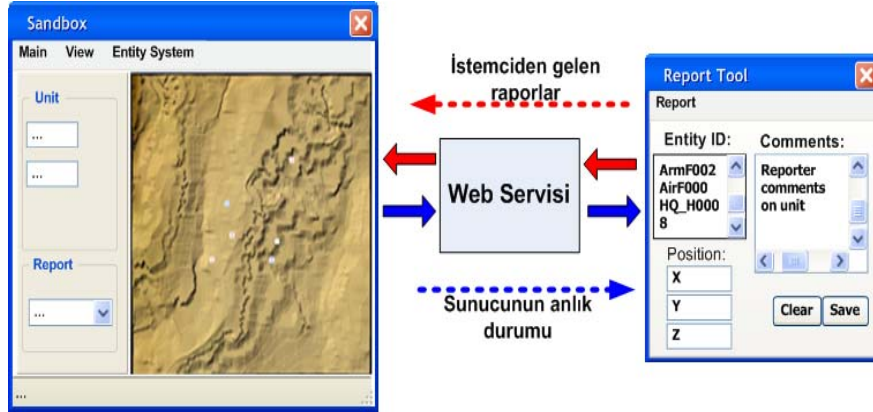 Sandbox
Main View Entity System
Unit
...
...
Report
...
...
İstemciden gelen
raporlar
Web Servisi
Sunucunun anlık
durumu
Report Tool
Report
Entity ID:
ArmF002
AirF000
HQ_H000
8
Comments:
Reporter
comments
on unit
Position:
X
Y
Z
Clear Save